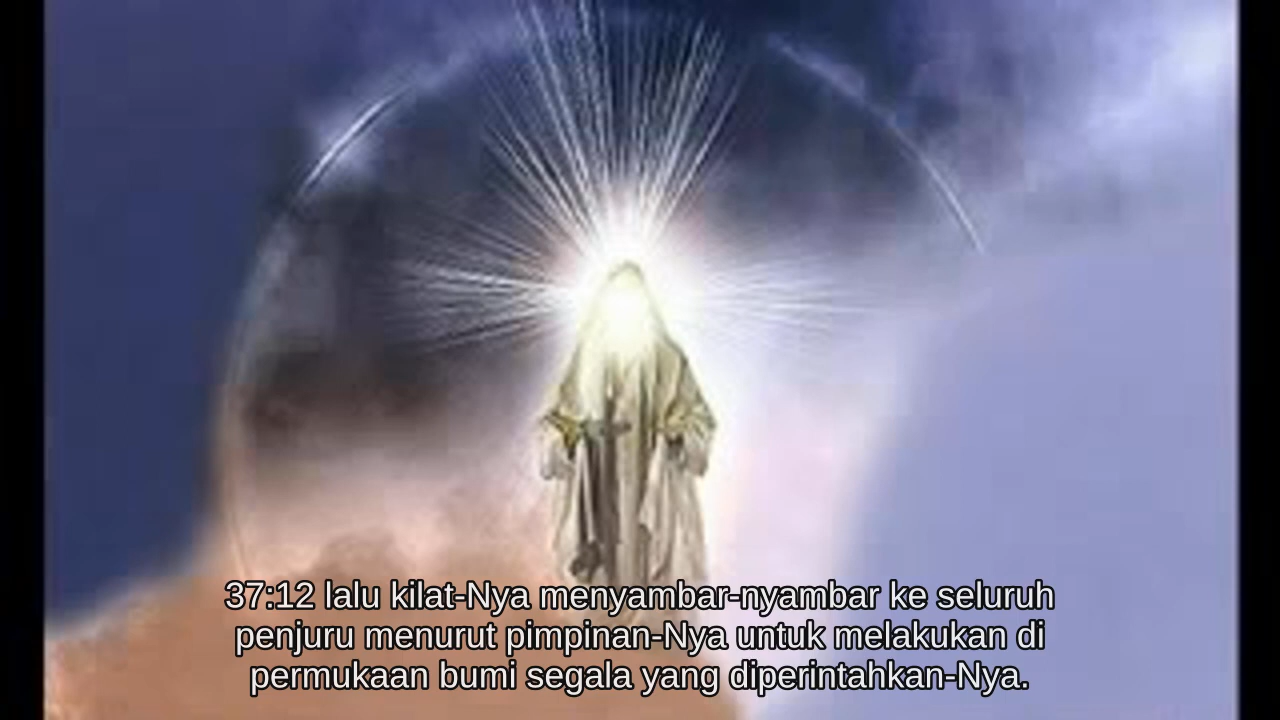 37:12 lalu kilat-Nya menyambar-nyambar ke seluruh
penjuru menurut pimpinan-Nya untuk melakukan di
permukaan bumi segala yang diperintahkan-Nya.